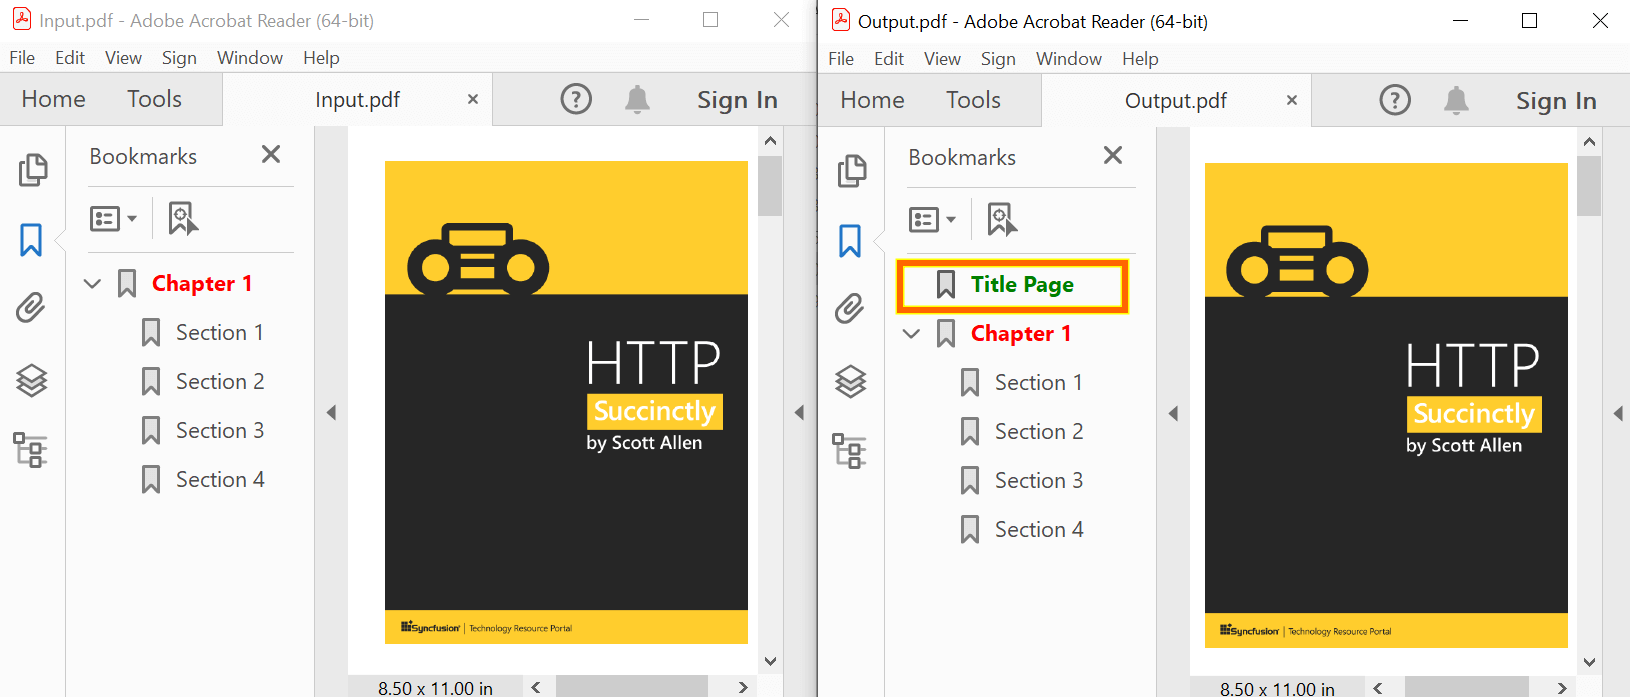 Input.pdf - Adobe Acrobat Reader (64-bit)
File Edit View Sign Window Help
Home Tools Input.pdf Sign In
Bookmarks
Chapter 1
Section 1
Section 2
Section 3
Section 4
HTTP
Succinctly
by Scott Allen
Syncfusion | Technology Resource Portal
8.50 x 11.00 in
Output.pdf - Adobe Acrobat Reader (64-bit)
File Edit View Sign Window Help
Home Tools Output.pdf Sign In
Bookmarks
Title Page
Chapter 1
Section 1
Section 2
Section 3
Section 4
HTTP
Succinctly
by Scott Allen
Syncfusion | Technology Resource Portal
8.50 x 11.00 in